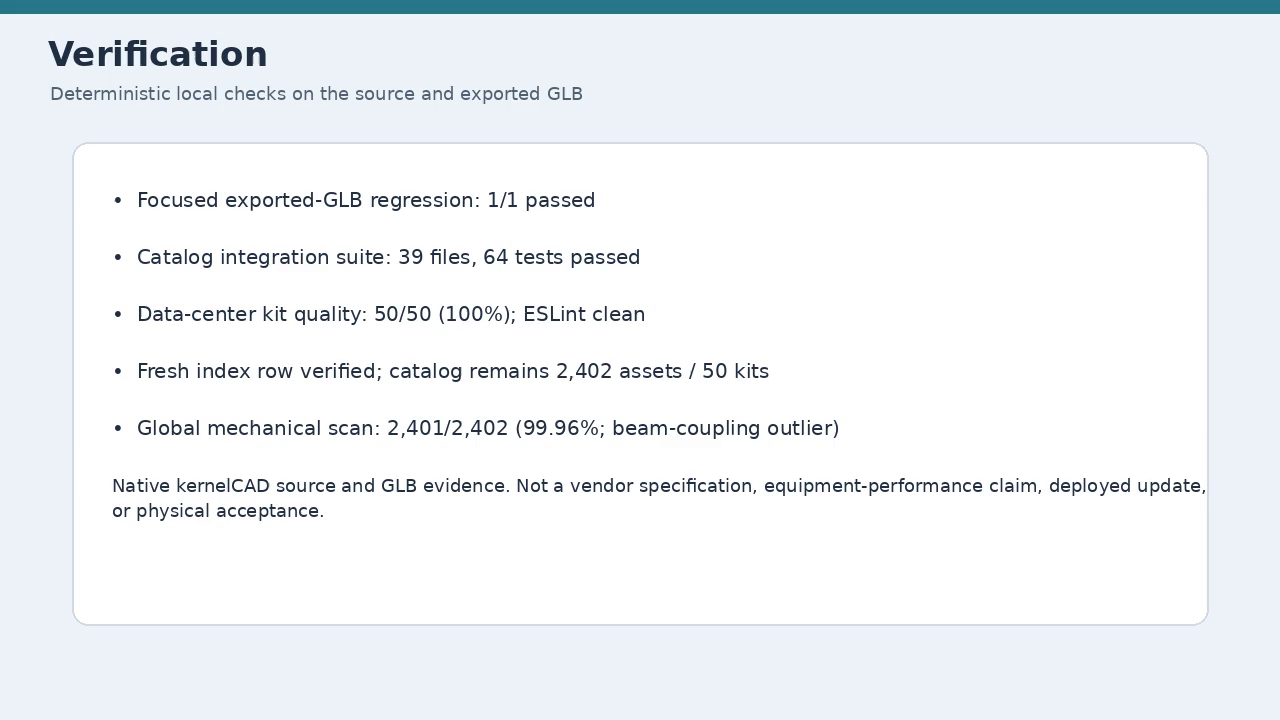 Verification
Deterministic local checks on the source and exported GLB
• Focused exported-GLB regression: 1/1 passed
• Catalog integration suite: 39 files, 64 tests passed
• Data-center kit quality: 50/50 (100%); ESLint clean
• Fresh index row verified; catalog remains 2,402 assets / 50 kits
• Global mechanical scan: 2,401/2,402 (99.96%; beam-coupling outlier)
Native kernelCAD source and GLB evidence. Not a vendor specification, equipment-performance claim, deployed update,
or physical acceptance.